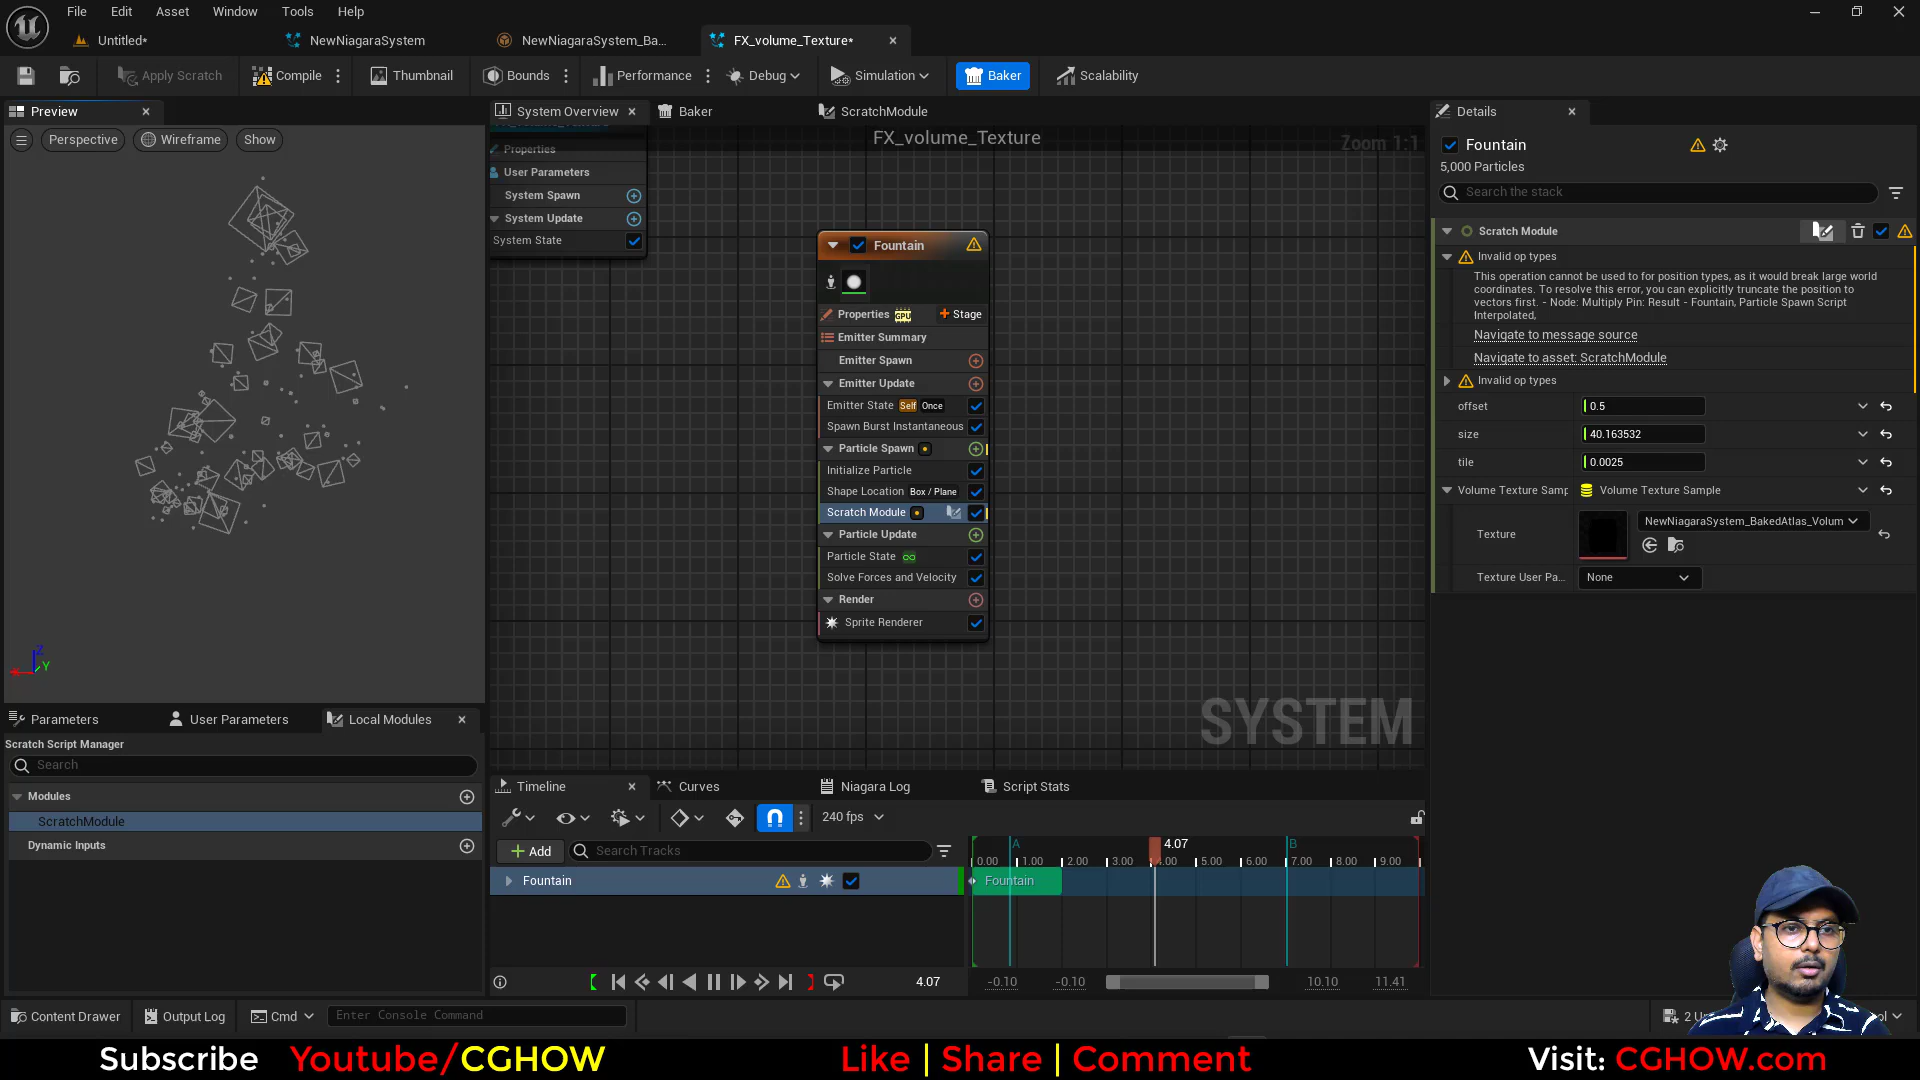 File Edit Asset Window Tools Help
Untitled* NewNiagaraSystem NewNiagaraSystem_Ba... FX_volume_Texture*
Apply Scratch Compile Thumbnail Bounds Performance Debug Simulation Baker Scalability
Preview
System Overview Baker ScratchModule
Details
Perspective Wireframe Show
FX_volume_Texture
Zoom 1:1
Properties
User Parameters
System Spawn
System Update
System State
Fountain
Properties GPU Stage
Emitter Summary
Emitter Spawn
Emitter Update
Emitter State Self Once
Spawn Burst Instantaneous
Particle Spawn
Initialize Particle
Shape Location Box / Plane
Scratch Module
Particle Update
Particle State
Solve Forces and Velocity
Render
Sprite Renderer
SYSTEM
Fountain
5,000 Particles
Search the stack
Scratch Module
Invalid op types
This operation cannot be used to for position types, as it would break large world
coordinates. To resolve this error, you can explicitly truncate the position to
vectors first. - Node: Multiply Pin: Result - Fountain, Particle Spawn Script
Interpolated,
Navigate to message source
Navigate to asset: ScratchModule
Invalid op types
offset 0.5
size 40.163532
tile 0.0025
Volume Texture Samp Volume Texture Sample
Texture NewNiagaraSystem_BakedAtlas_Volum
Texture User Pa... None
Z
Y
Parameters User Parameters Local Modules
Scratch Script Manager
Search
Modules
ScratchModule
Dynamic Inputs
Timeline Curves Niagara Log Script Stats
240 fps
Add Search Tracks
A 4.07 B
0.00 1.00 2.00 3.00 4.00 5.00 6.00 7.00 8.00 9.00
Fountain Fountain
4.07 -0.10 -0.10 10.10 11.41
Content Drawer Output Log Cmd Enter Console Command
Subscribe Youtube/CGHOW Like | Share | Comment Visit: CGHOW.com